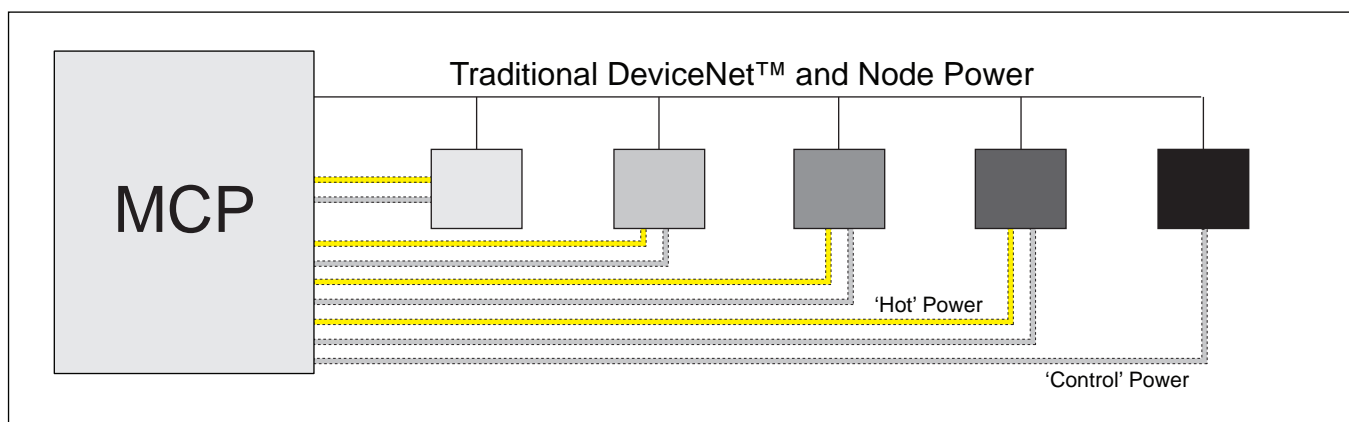 Traditional DeviceNet™ and Node Power
MCP
‘Hot’ Power
‘Control’ Power